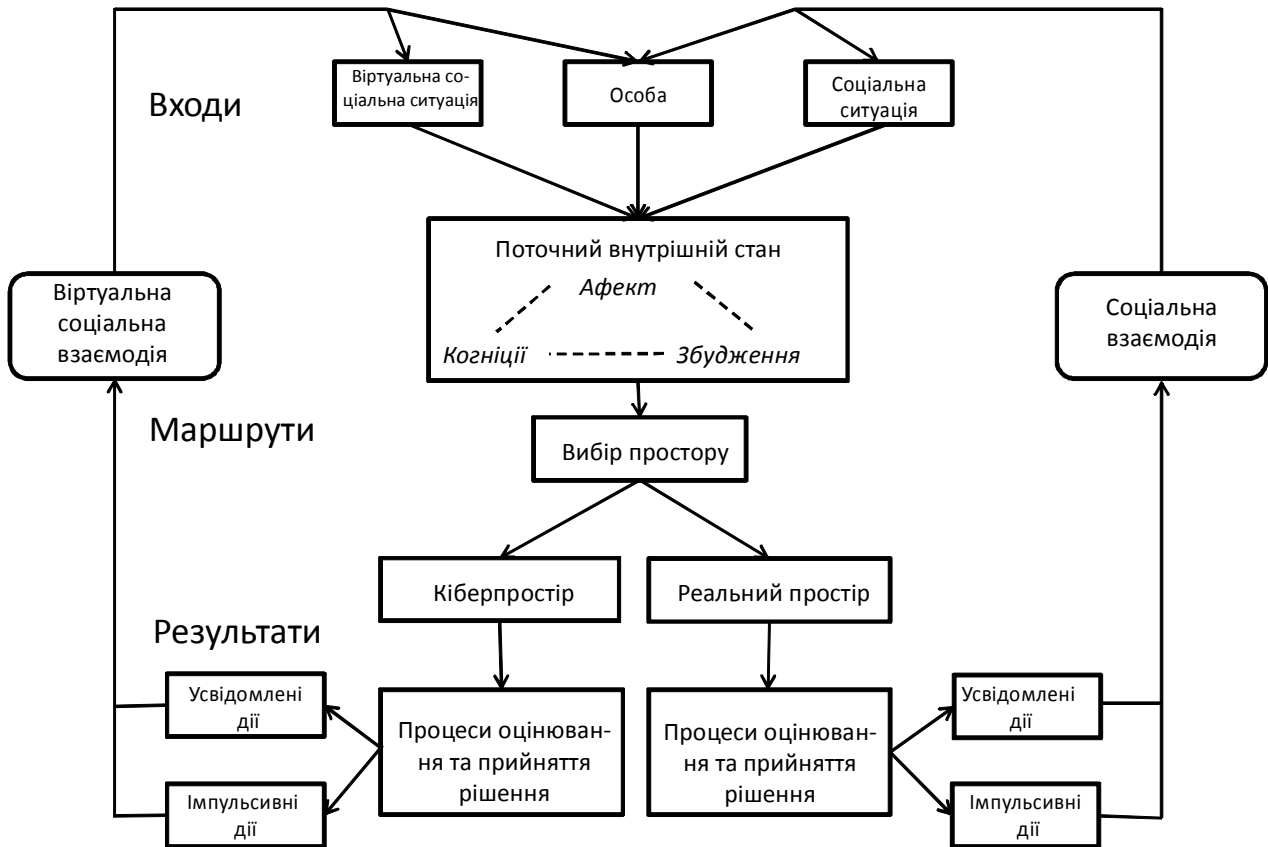 Входи
Віртуальна со-
ціальна ситуація
Особа
Соціальна
ситуація
Поточний внутрішній стан
Афект
Когніції
Збудження
Віртуальна
соціальна
взаємодія
Соціальна
взаємодія
Маршрути
Вибір простору
Кіберпростір
Реальний простір
Результати
Усвідомлені
дії
Імпульсивні
дії
Процеси оцінюван-
ня та прийняття
рішення
Процеси оцінюван-
ня та прийняття
рішення
Усвідомлені
дії
Імпульсивні
дії